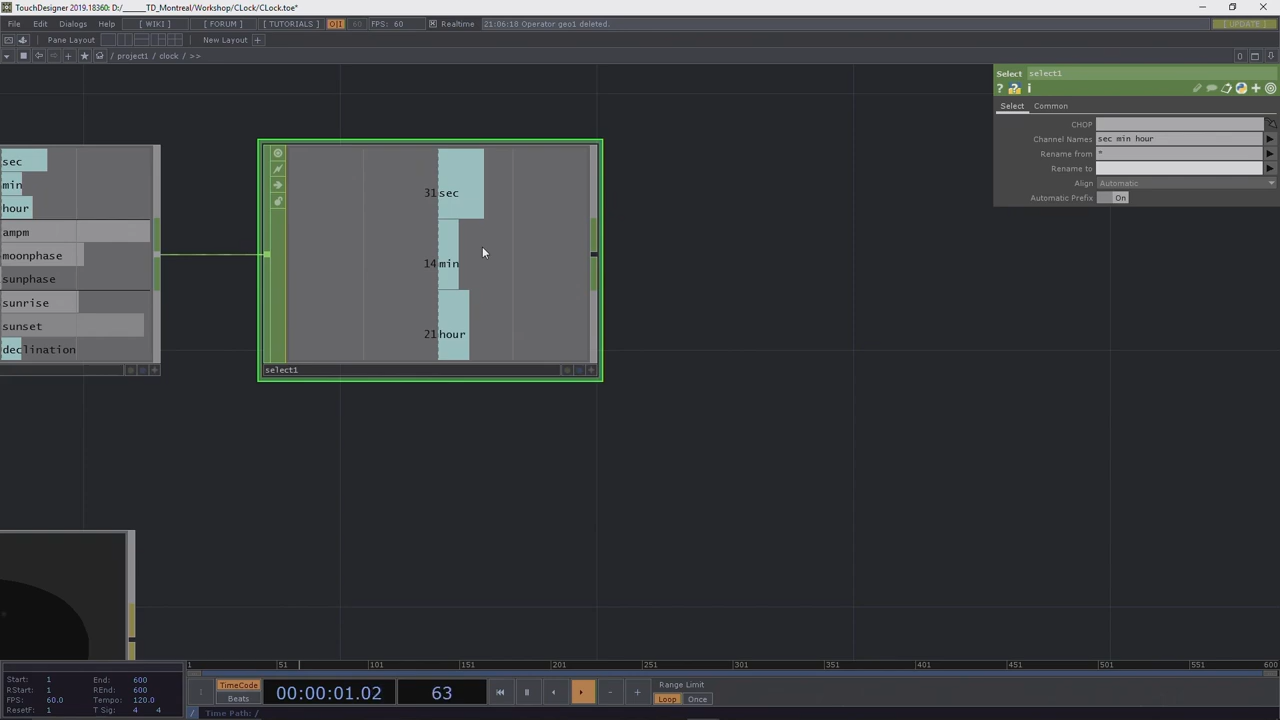 TouchDesigner 2019.18360: D:/______TD_Montreal/Workshop/CLock/CLock.toe*
File Edit Dialogs Help [ WIKI ] [ FORUM ] [ TUTORIALS ] O|I 60 FPS: 60 Realtime 21:06:18 Operator geo1 deleted. [ UPDATE ]
Pane Layout New Layout +
/ project1 / clock / >>
Select select1
Select Common
CHOP
Channel Names sec min hour
Rename from *
Rename to
Align Automatic
Automatic Prefix On
sec
min
hour
ampm
moonphase
sunphase
sunrise
sunset
declination
31 sec
14 min
21 hour
select1
1 51 101 151 201 251 301 351 401 451 501 551 600
Start: 1 End: 600
RStart: 1 REnd: 600
FPS: 60.0 Tempo: 120.0
ResetF: 1 T Sig: 4 4
TimeCode
Beats
00:00:01.02 63
Range Limit
Loop Once
/ Time Path: /